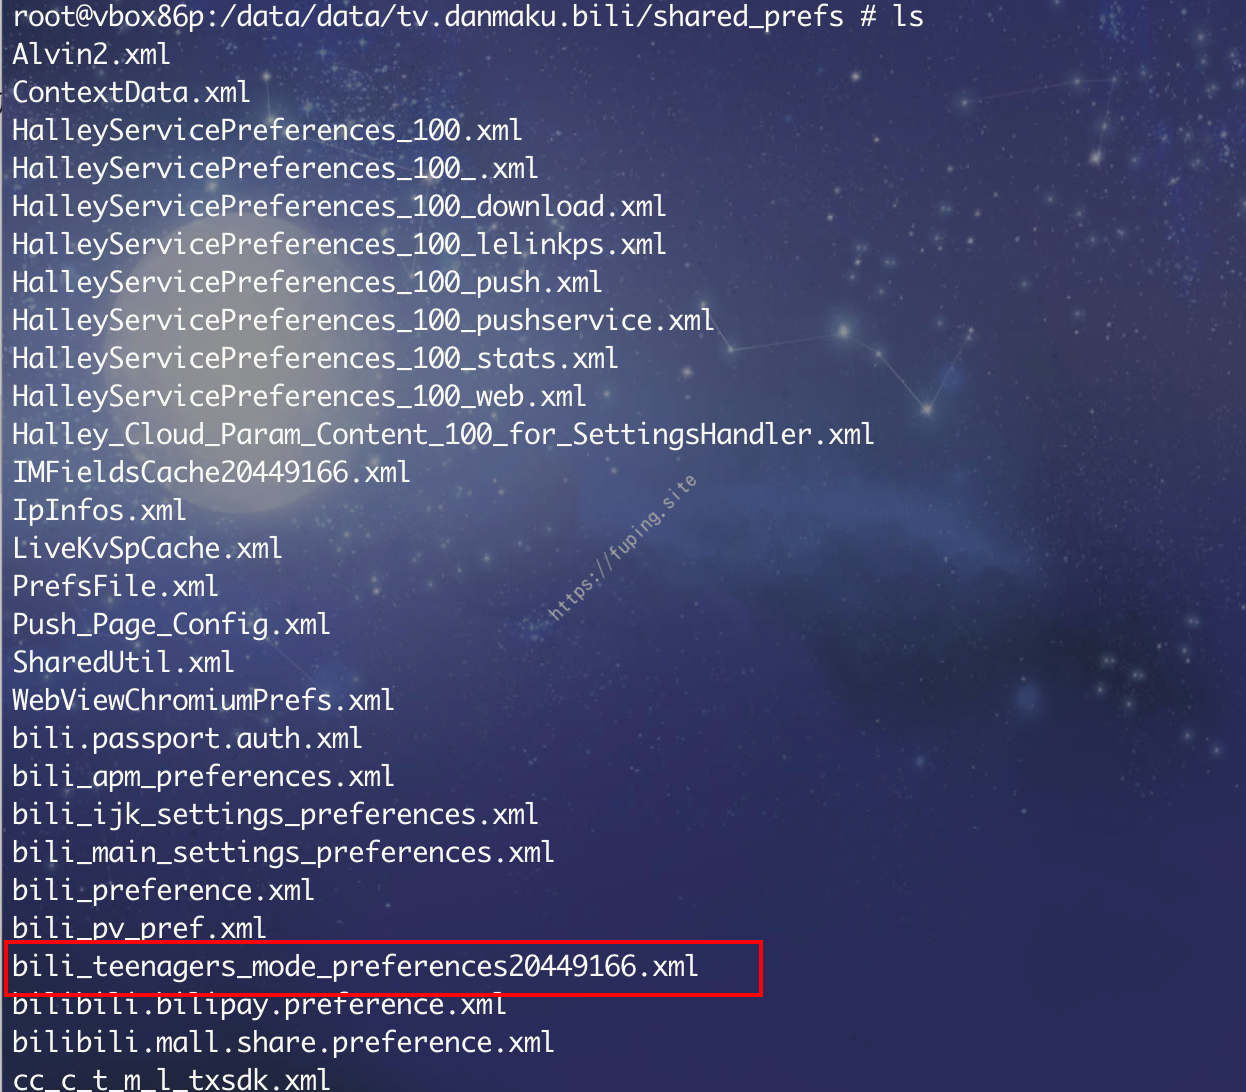 root@vbox86p:/data/data/tv.danmaku.bili/shared_prefs # ls
Alvin2.xml
ContextData.xml
HalleyServicePreferences_100.xml
HalleyServicePreferences_100_.xml
HalleyServicePreferences_100_download.xml
HalleyServicePreferences_100_lelinkps.xml
HalleyServicePreferences_100_push.xml
HalleyServicePreferences_100_pushservice.xml
HalleyServicePreferences_100_stats.xml
HalleyServicePreferences_100_web.xml
Halley_Cloud_Param_Content_100_for_SettingsHandler.xml
IMFieldsCache20449166.xml
IpInfos.xml
LiveKvSpCache.xml
PrefsFile.xml
Push_Page_Config.xml
SharedUtil.xml
WebViewChromiumPrefs.xml
bili.passport.auth.xml
bili_apm_preferences.xml
bili_ijk_settings_preferences.xml
bili_main_settings_preferences.xml
bili_preference.xml
bili_pv_pref.xml
bili_teenagers_mode_preferences20449166.xml
bilibili.bilipay.preference.xml
bilibili.mall.share.preference.xml
cc_c_t_m_l_txsdk.xml
https://fuping.site